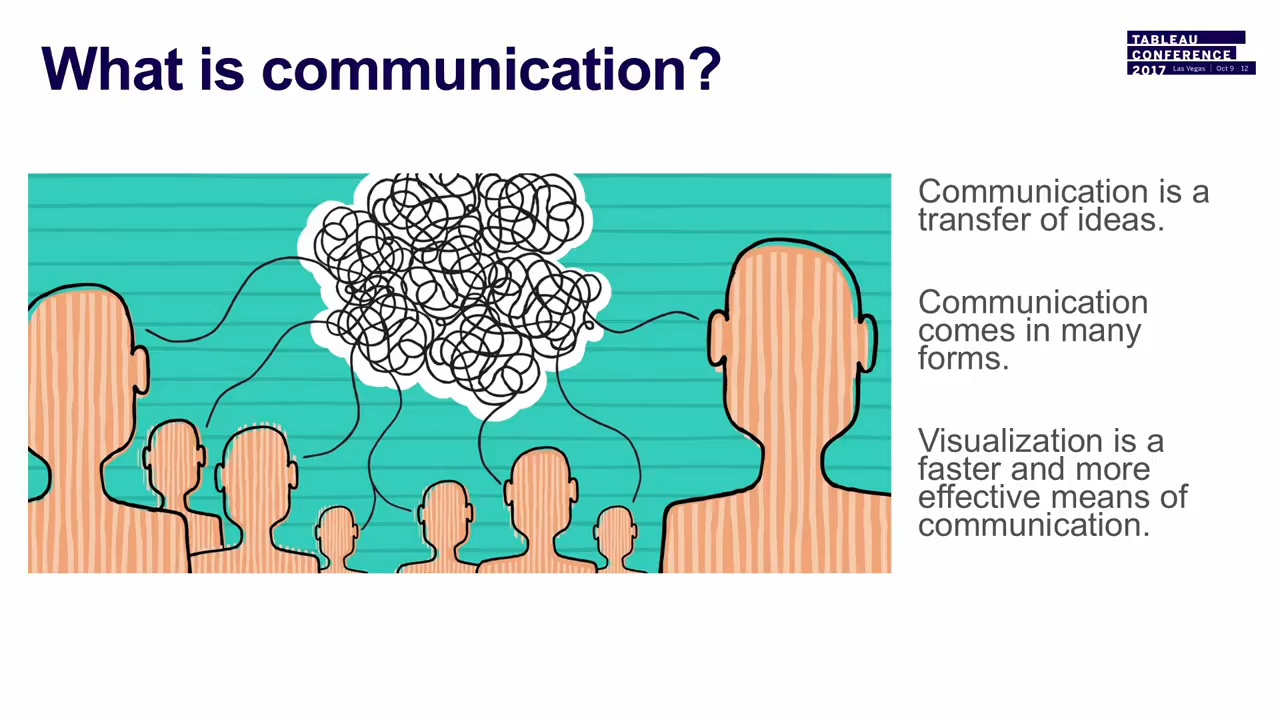 What is communication?
TABLEAU
CONFERENCE
2017 Las Vegas | Oct 9 - 12
Communication is a
transfer of ideas.
Communication
comes in many
forms.
Visualization is a
faster and more
effective means of
communication.